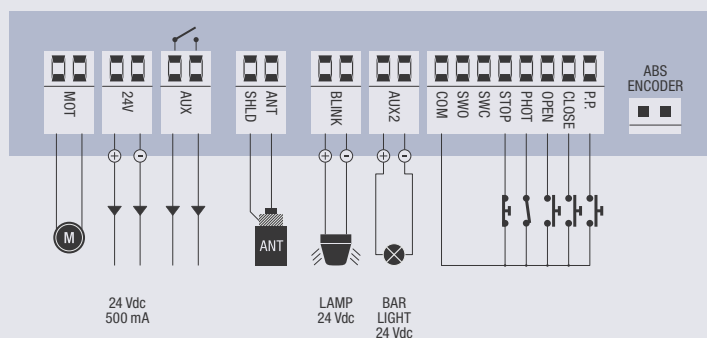 MOT
24V
AUX
SHLD
ANT
BLINK
AUX2
COM
SWO
SWC
STOP
PHOT
OPEN
CLOSE
P.P.
ABS
ENCODER
+
-
+
-
+
-
M
ANT
24 Vdc
500 mA
LAMP
24 Vdc
BAR
LIGHT
24 Vdc